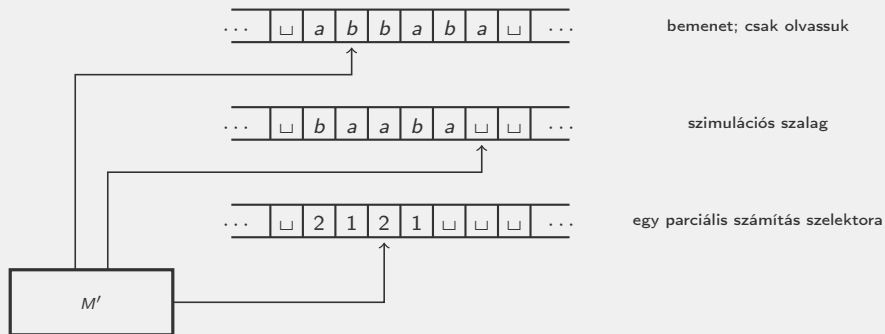 ··· ⊔ a b b a b a ⊔ ··· bemenet; csak olvassuk
··· ⊔ b a a b a ⊔ ⊔ ··· szimulációs szalag
··· ⊔ 2 1 2 1 ⊔ ⊔ ⊔ ··· egy parciális számítás szelektora
M′